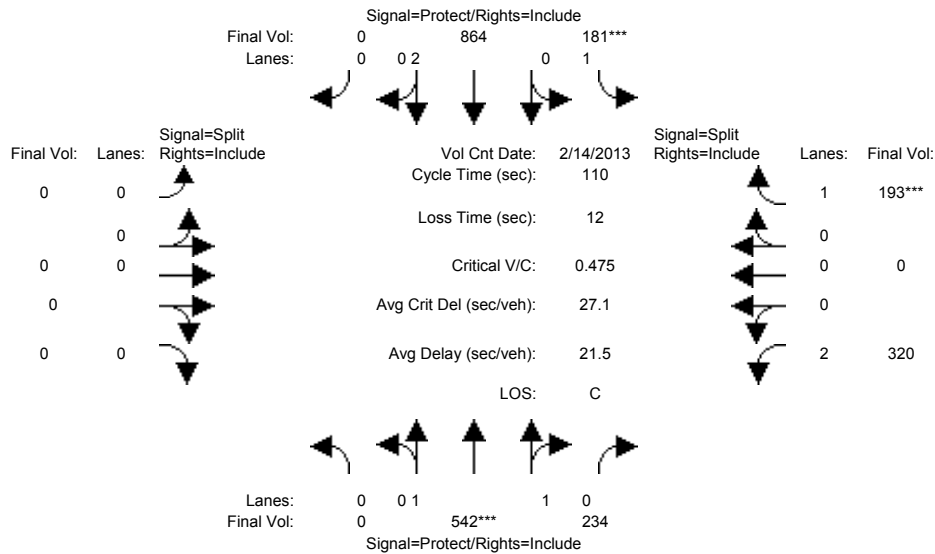 Signal=Protect/Rights=Include
Final Vol: 0 864 181***
Lanes: 0 0 2 0 1
Signal=Split
Rights=Include
Final Vol: Lanes:
Vol Cnt Date: 2/14/2013
Signal=Split
Rights=Include
Lanes: Final Vol:
Cycle Time (sec): 110
0 0
1 193***
Loss Time (sec): 12
0
0
Critical V/C: 0.475
0 0
0 0
Avg Crit Del (sec/veh): 27.1
0
0
Avg Delay (sec/veh): 21.5
0 0
2 320
LOS: C
Lanes: 0 0 1 1 0
Final Vol: 0 542*** 234
Signal=Protect/Rights=Include